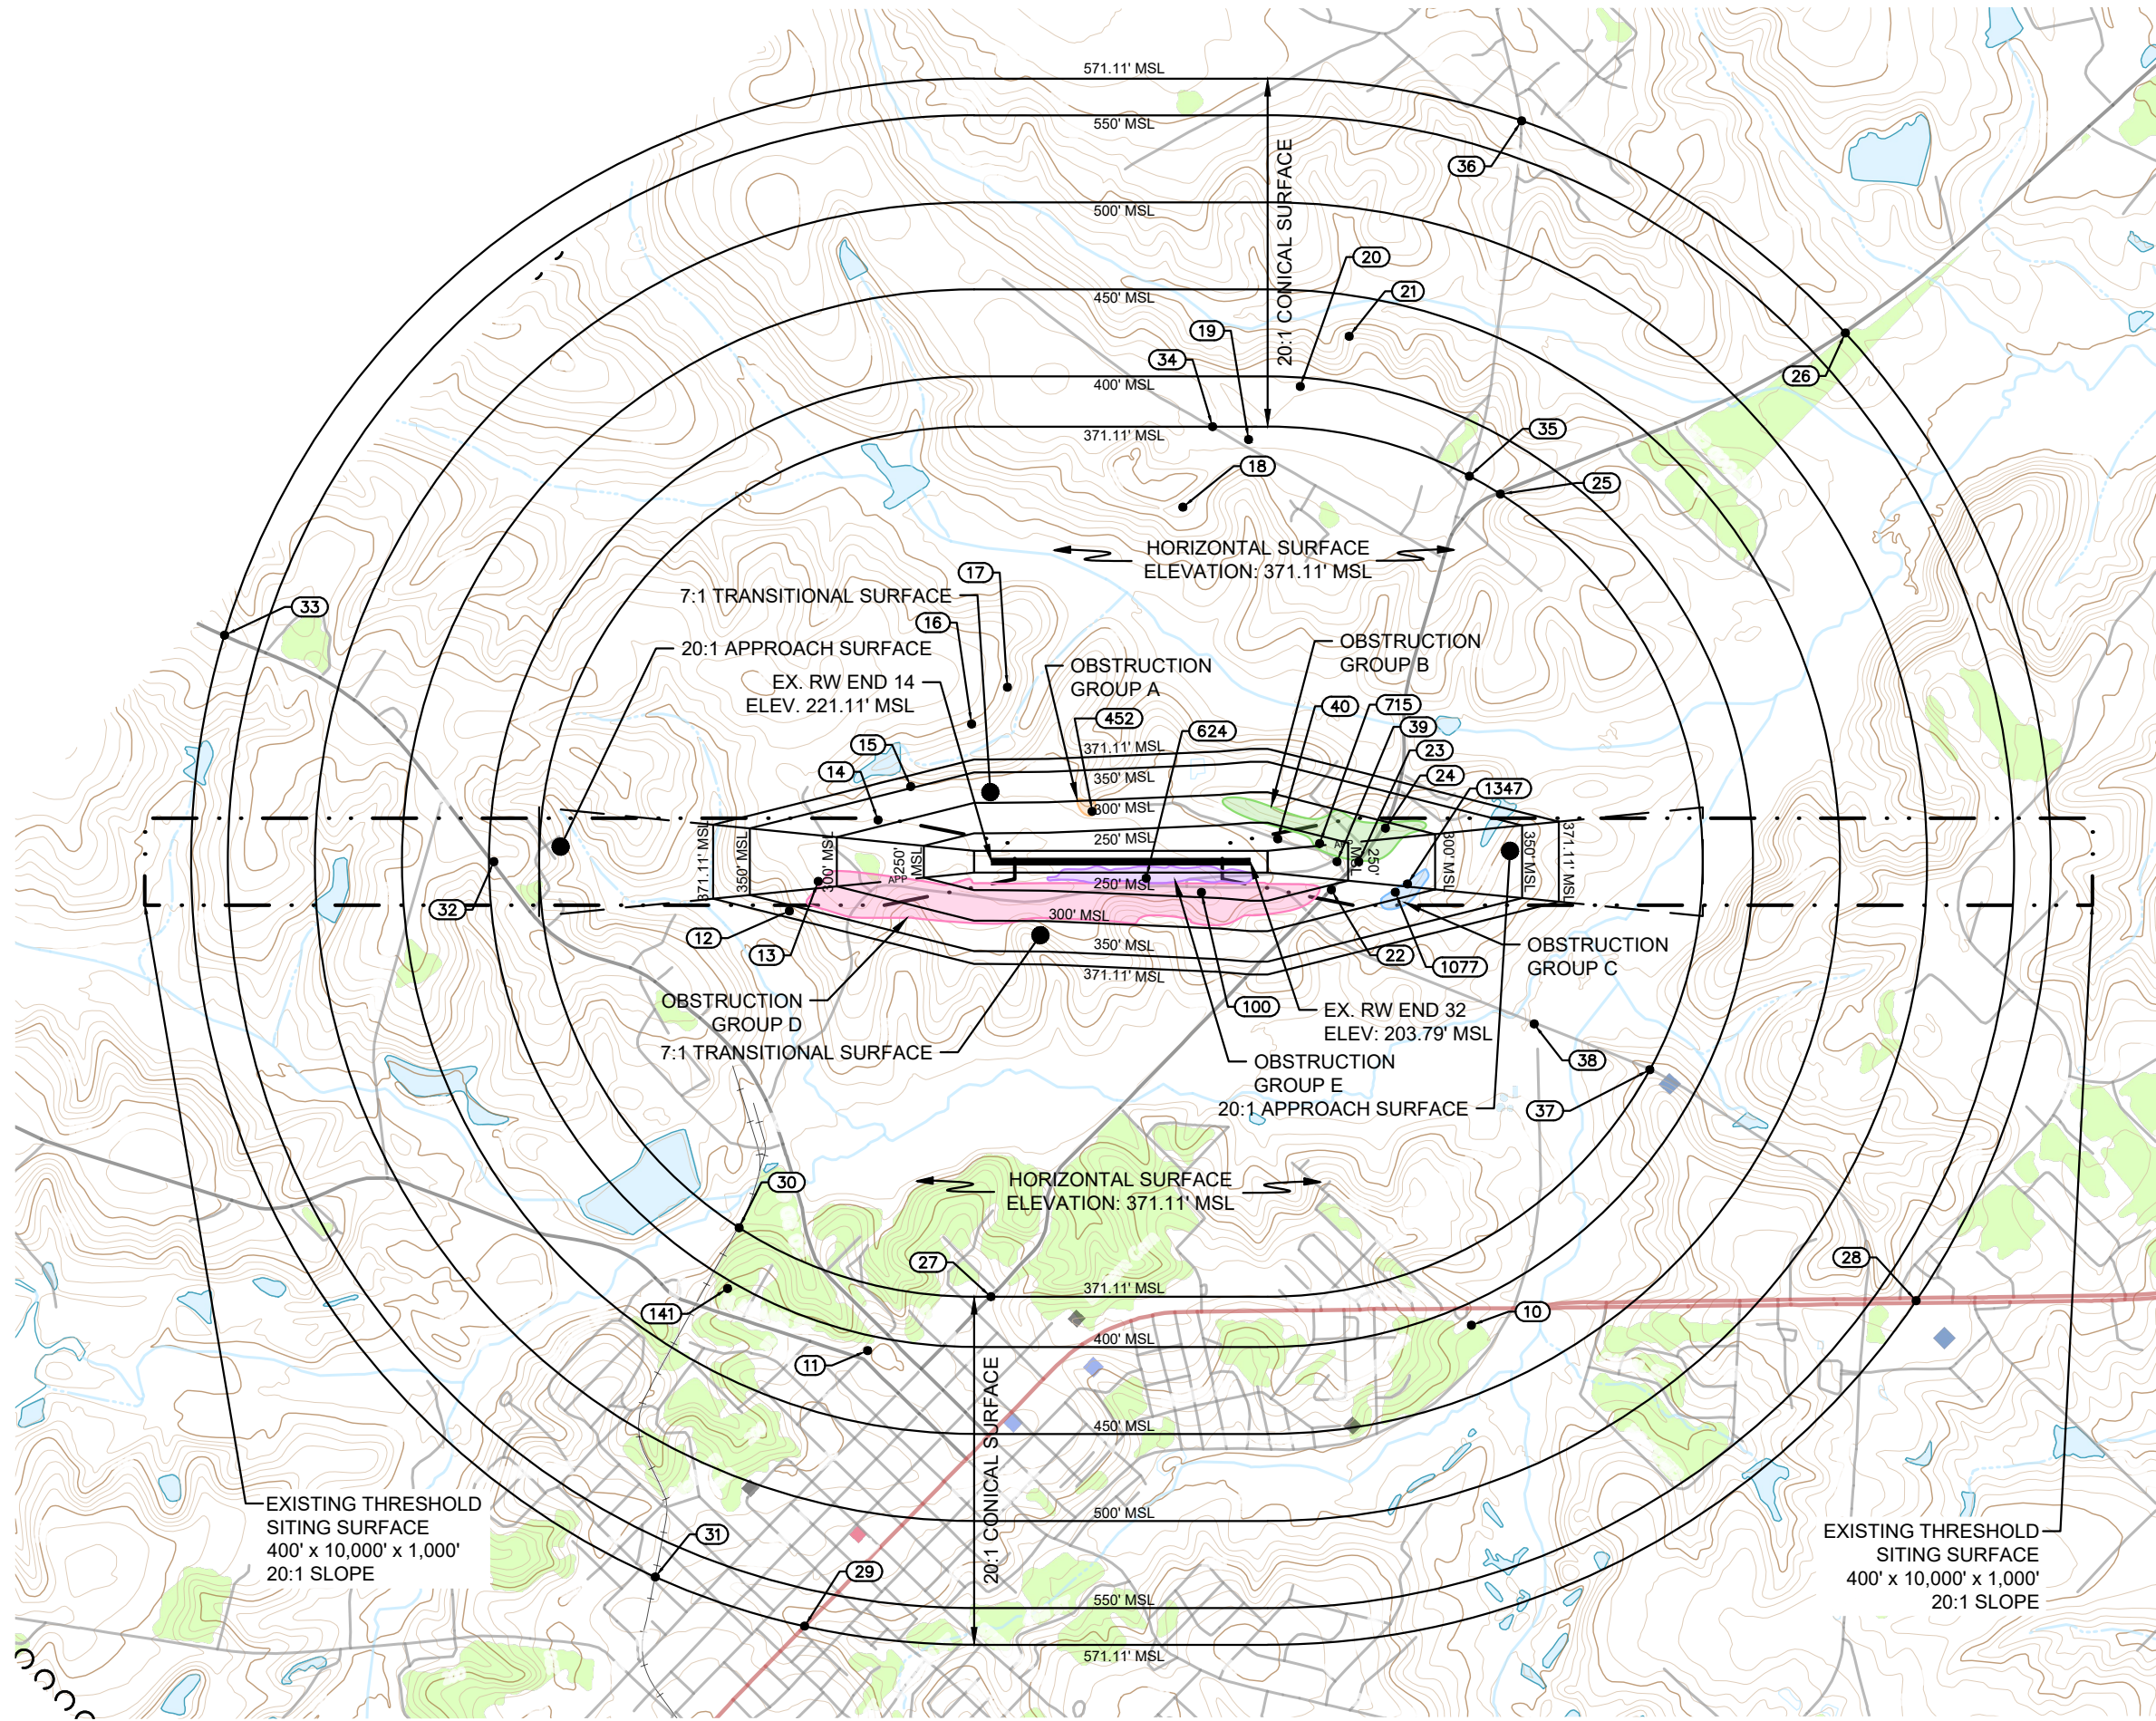 571.11' MSL
550' MSL
36
500' MSL
20:1 CONICAL SURFACE
20
21
450' MSL
19
34
26
400' MSL
35
371.11' MSL
18
25
HORIZONTAL SURFACE
ELEVATION: 371.11' MSL
17
7:1 TRANSITIONAL SURFACE
33
16
20:1 APPROACH SURFACE
OBSTRUCTION
GROUP B
OBSTRUCTION
GROUP A
EX. RW END 14
ELEV. 221.11' MSL
452
40
715
624
39
15
371.11' MSL
23
14
350' MSL
24
1347
300' MSL
250' MSL
371.11' MSL
350' MSL
300' MSL
250'
MSL
APP
APP
MSL
250'
300' MSL
350' MSL
371.11' MSL
250' MSL
32
300' MSL
12
13
350' MSL
22
OBSTRUCTION
GROUP C
1077
371.11' MSL
OBSTRUCTION
GROUP D
100
EX. RW END 32
ELEV: 203.79' MSL
7:1 TRANSITIONAL SURFACE
38
OBSTRUCTION
GROUP E
20:1 APPROACH SURFACE
37
HORIZONTAL SURFACE
ELEVATION: 371.11' MSL
30
27
28
371.11' MSL
141
10
400' MSL
11
20:1 CONICAL SURFACE
450' MSL
EXISTING THRESHOLD
SITING SURFACE
400' x 10,000' x 1,000'
20:1 SLOPE
500' MSL
31
EXISTING THRESHOLD
SITING SURFACE
400' x 10,000' x 1,000'
20:1 SLOPE
29
550' MSL
571.11' MSL